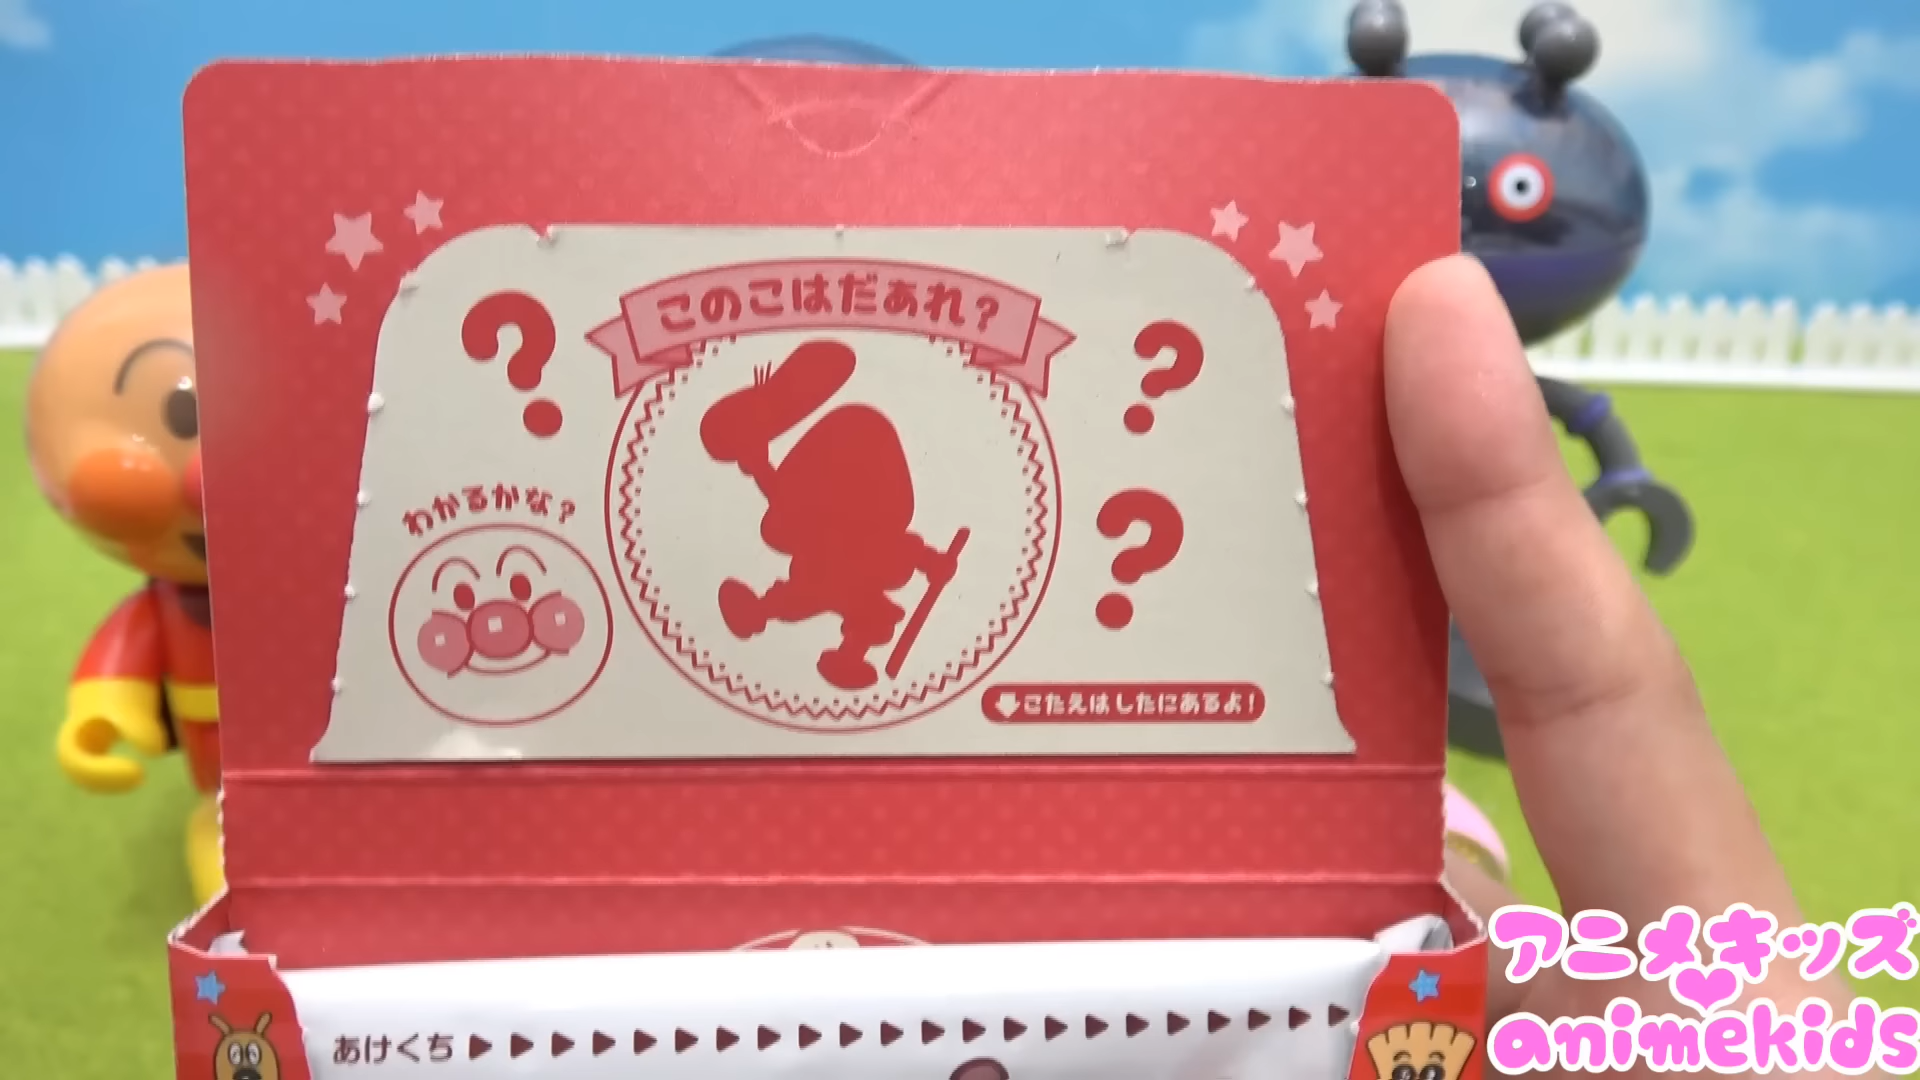 このこはだあれ?
わかるかな?
こたえはしたにあるよ!
あけくち
アニメキッズ
animekids